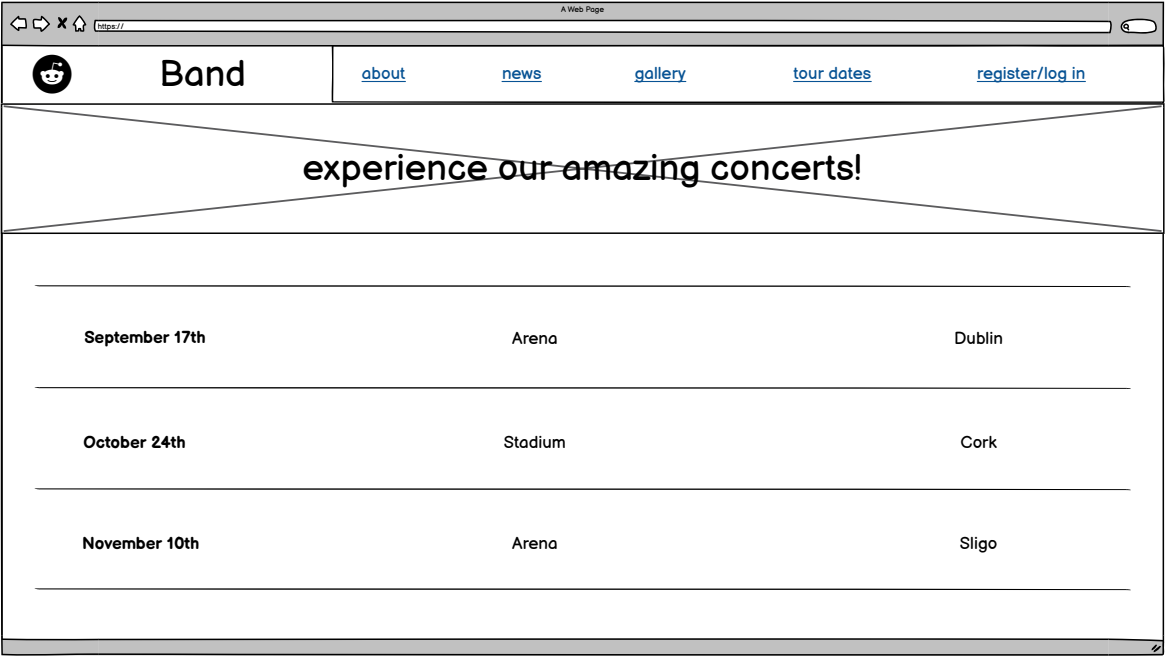 A Web Page
https://
Band
about news gallery tour dates register/log in
experience our amazing concerts!
September 17th Arena Dublin
October 24th Stadium Cork
November 10th Arena Sligo